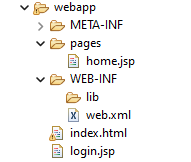 webapp
META-INF
pages
home.jsp
WEB-INF
lib
web.xml
index.html
login.jsp